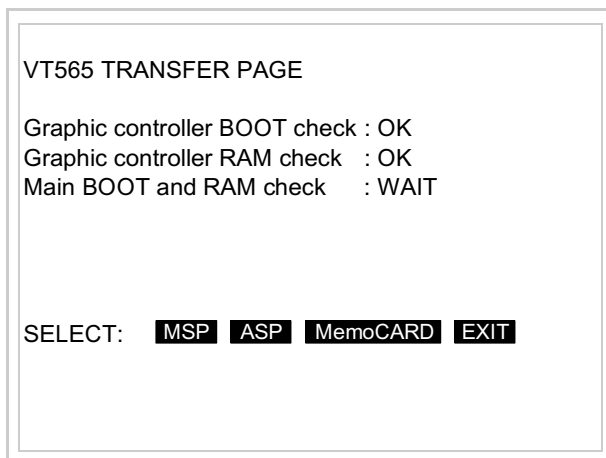 VT565 TRANSFER PAGE
Graphic controller BOOT check : OK
Graphic controller RAM check : OK
Main BOOT and RAM check : WAIT
SELECT: MSP ASP MemoCARD EXIT